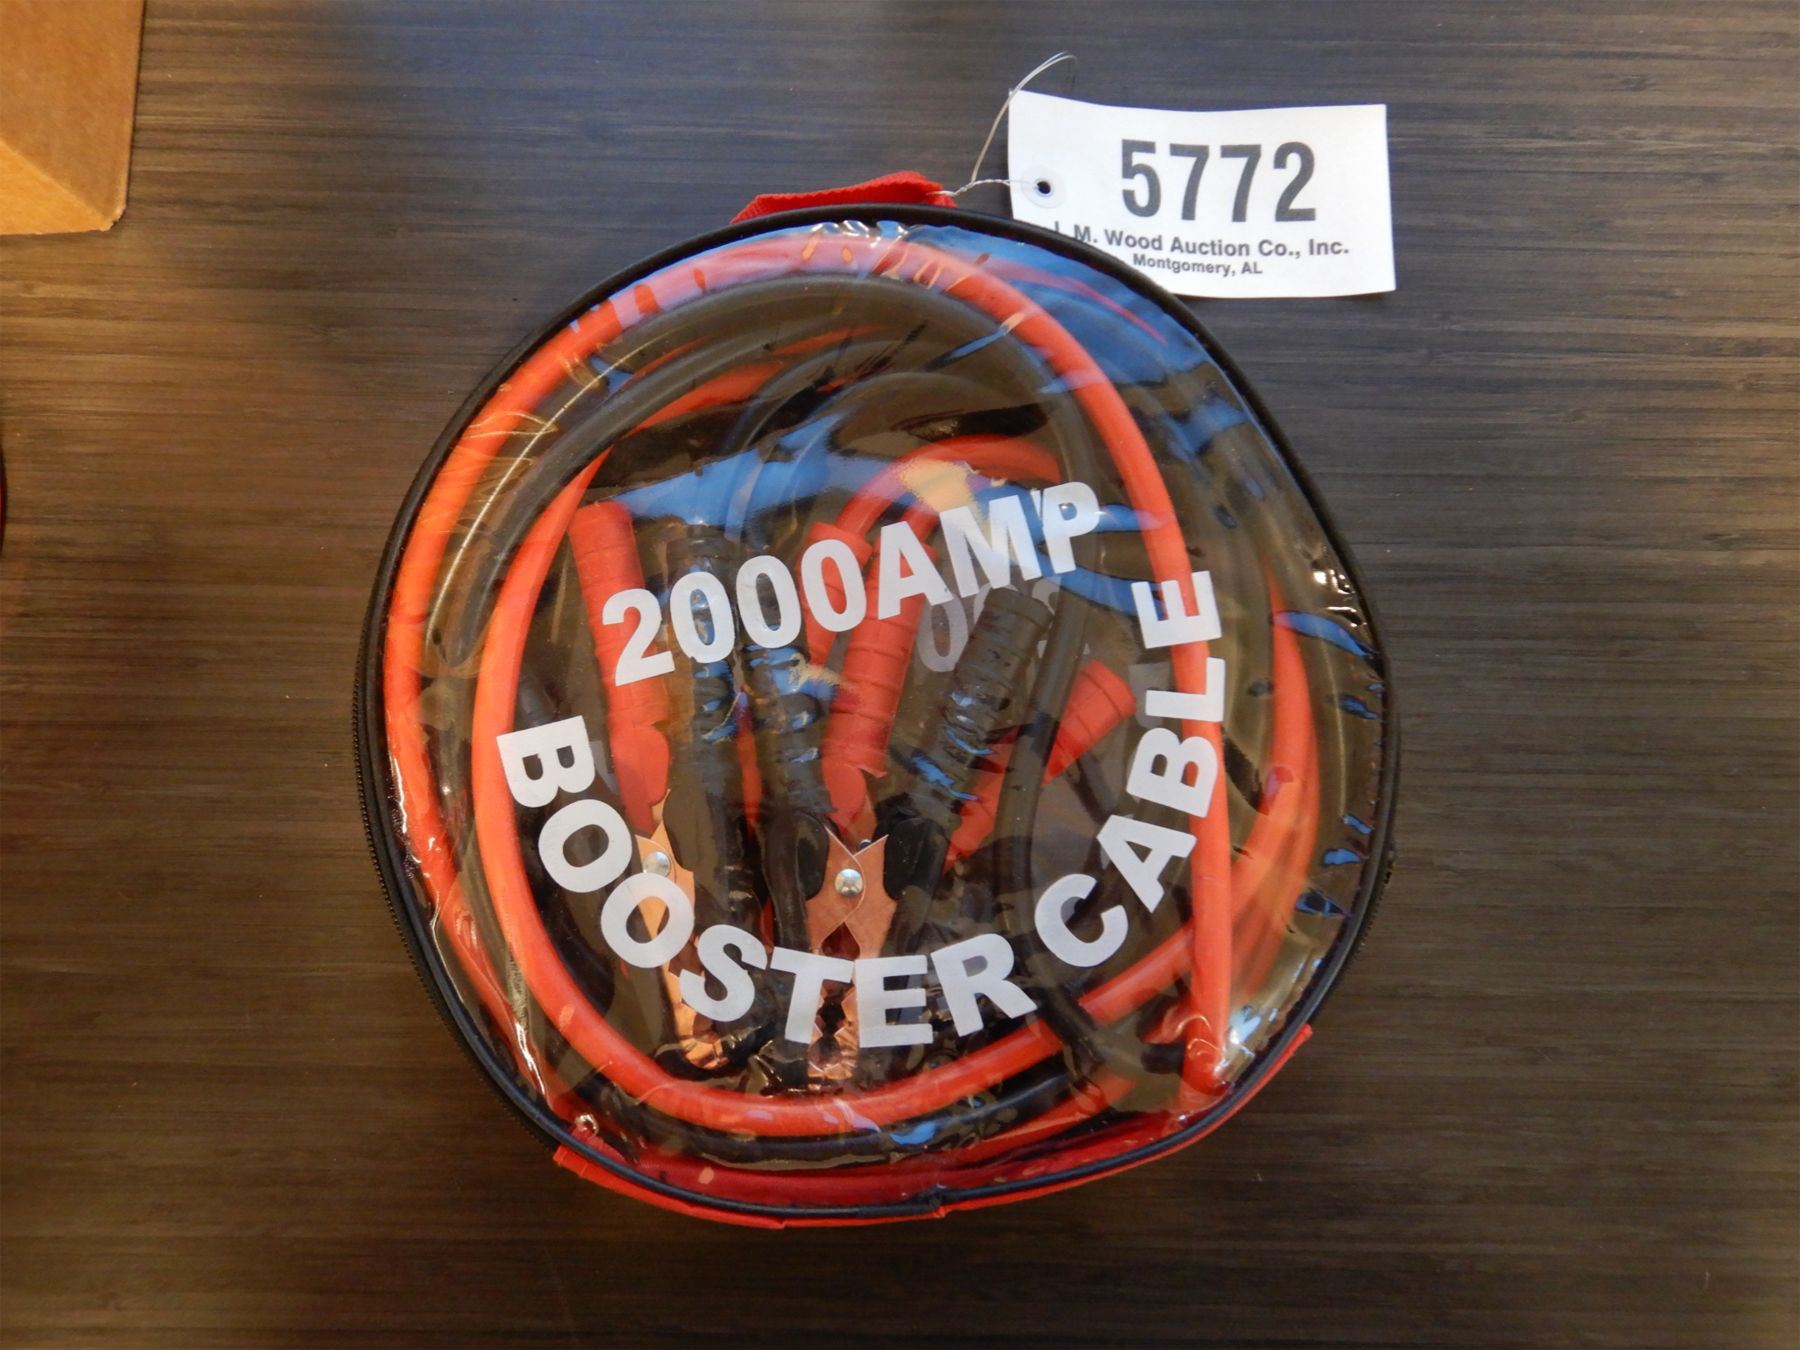 5772
J. M. Wood Auction Co., Inc.
Montgomery, AL
2000AMP
BOOSTER CABLE